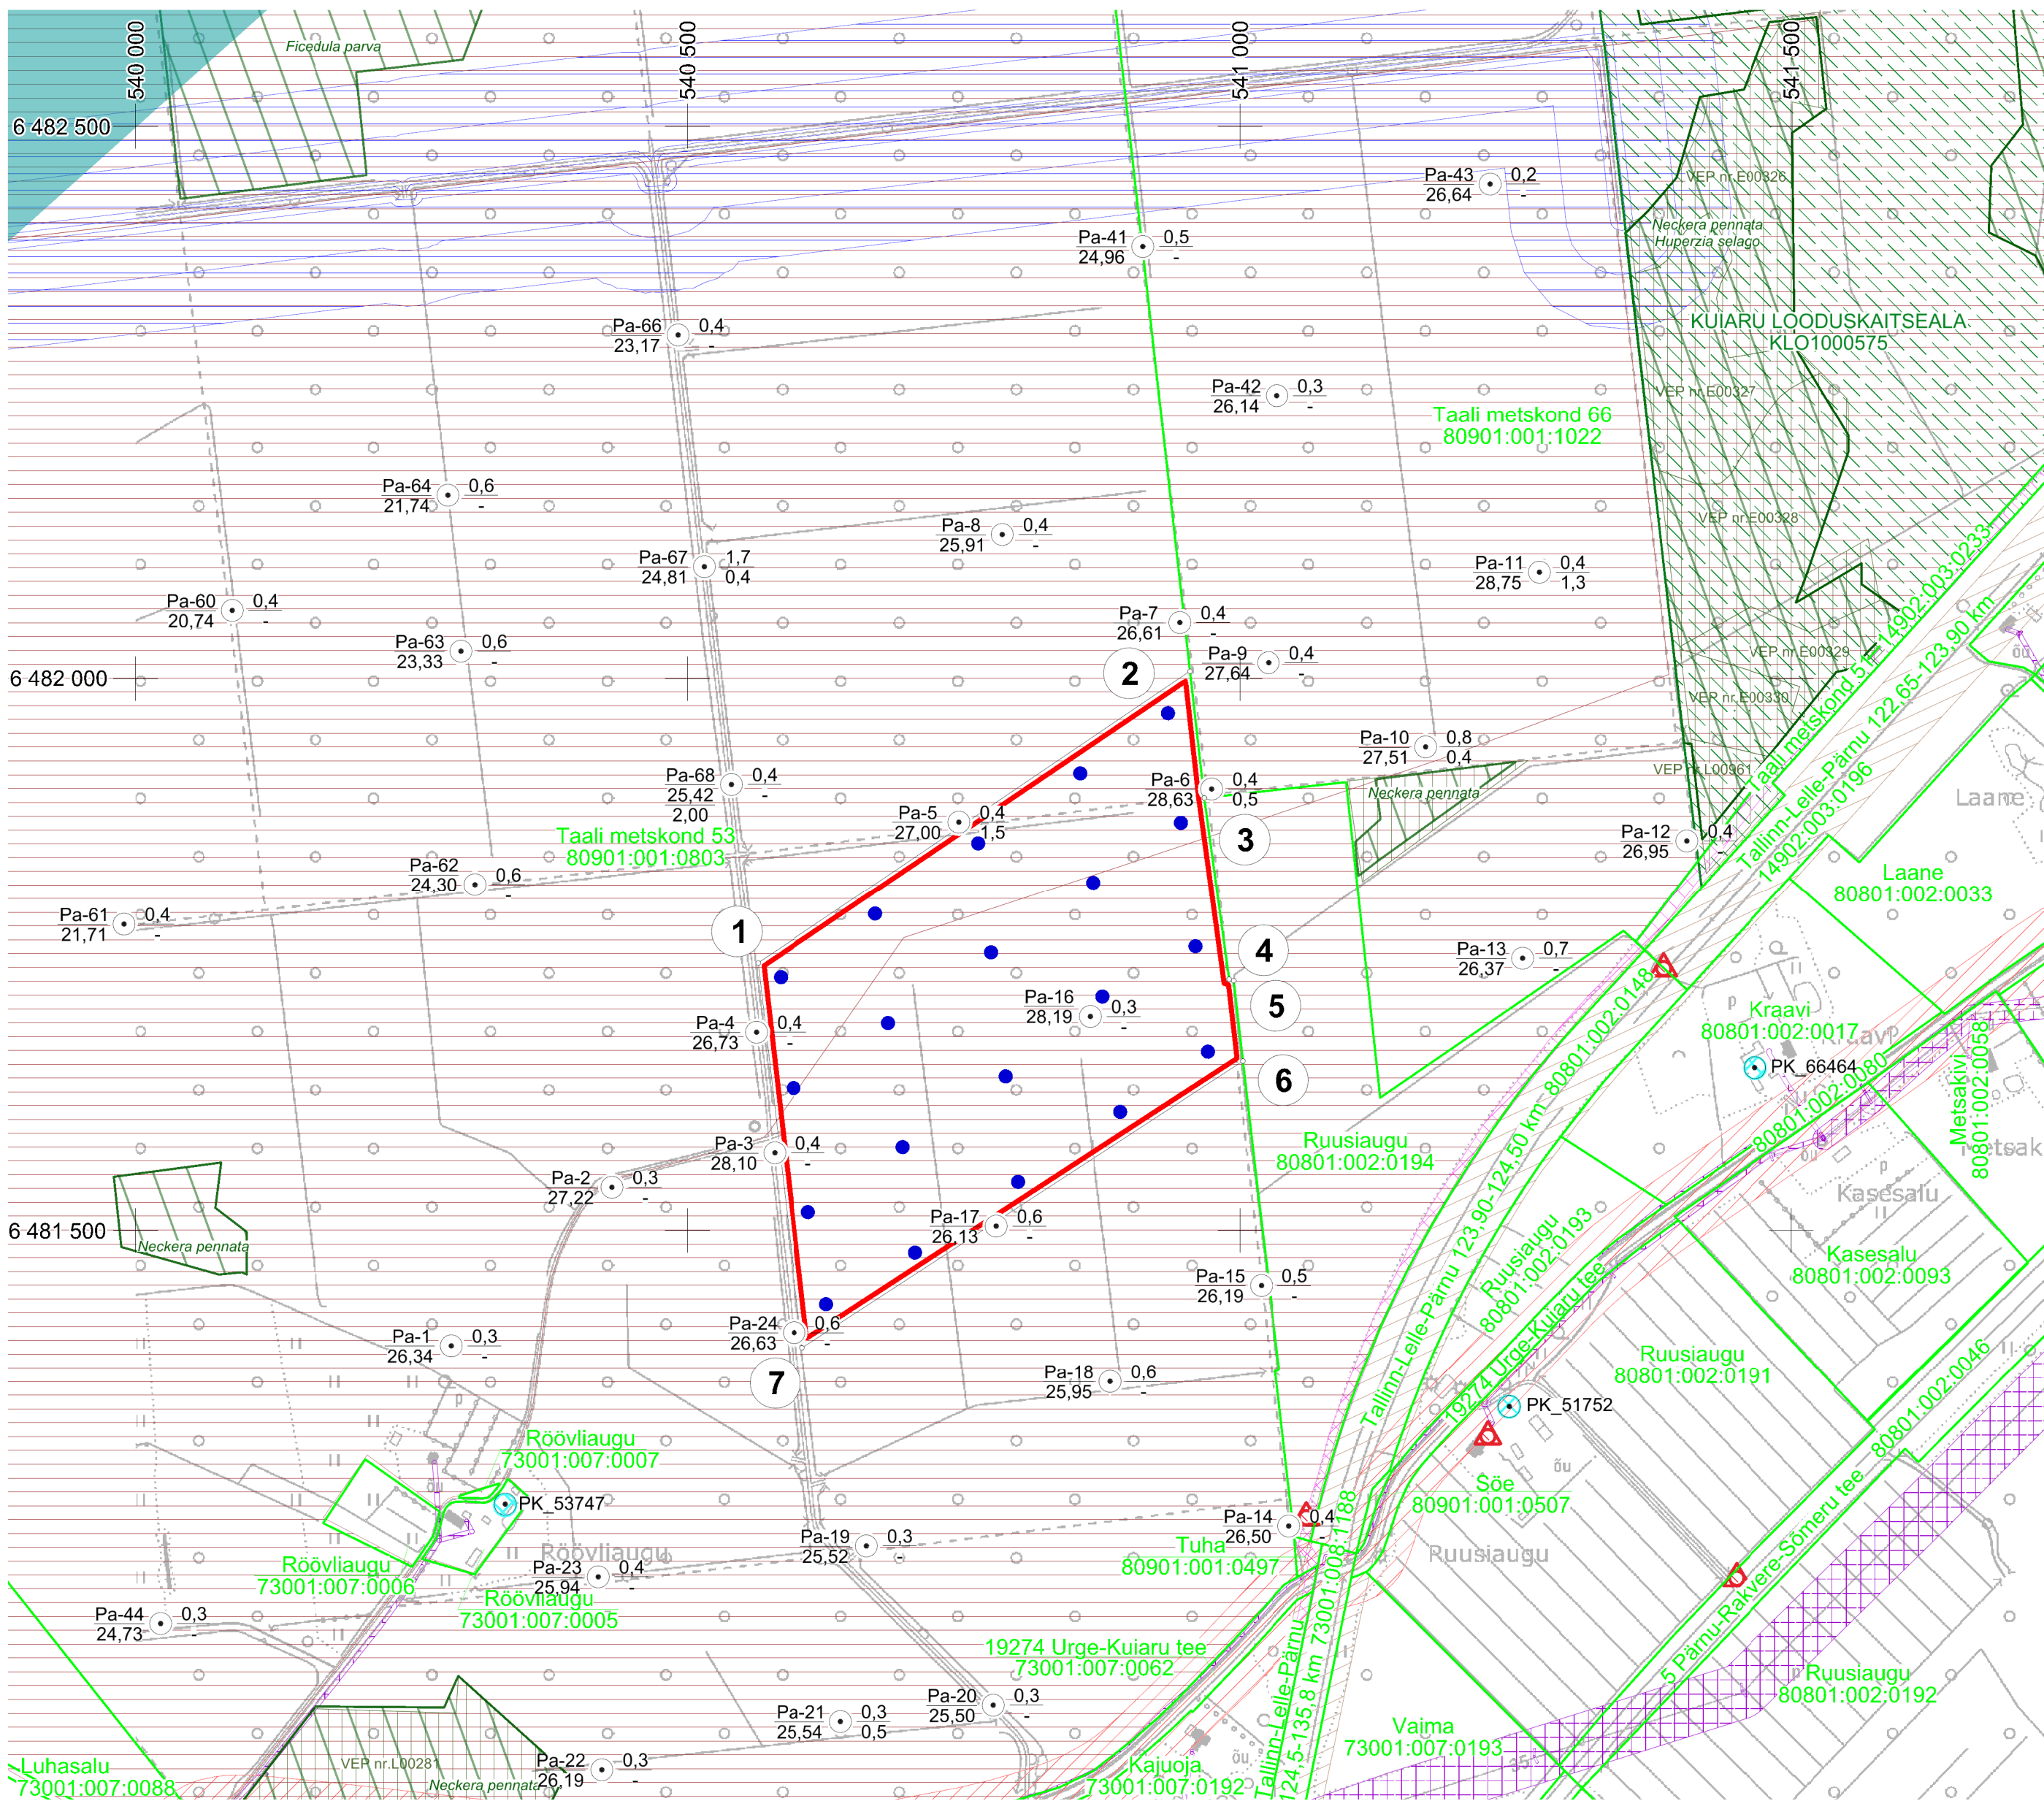 540 000
540 500
541 000
541 500
Ficedula parva
6 482 500
Pa-43 0,2
26,64 -
VEP nr.E00326
Neckera pennata
Huperzia selago
Pa-41 0,5
24,96 -
KUIARU LOODUSKAITSEALA
KLO1000575
Pa-66 0,4
23,17 -
Pa-42 0,3
26,14 -
VEP nr.E00327
Taali metskond 66
80901:001:1022
Pa-64 0,6
21,74 -
VEP nr.E00328
Pa-8 0,4
25,91 -
Pa-67 1,7
24,81 0,4
Pa-11 0,4
28,75 1,3
Pa-60 0,4
20,74 -
Pa-7 0,4
26,61 -
Pa-63 0,6
23,33 -
Pa-9 0,4
27,64 -
VEP nr.E00329
õu
6 482 000
2
VEP nr.E00330
Taali metskond 51 14902:003:0233
Tallinn-Lelle-Pärnu 122,65-123,90 km
14902:003:0196
Pa-10 0,8
27,51 0,4
VEP nr.L00961
Pa-68 0,4
25,42 -
2,00
Pa-6 0,4
28,63 0,5
Neckera pennata
Laane
Pa-5 0,4
27,00 1,5
Taali metskond 53
80901:001:0803
3
Pa-12 0,4
26,95 -
Pa-62 0,6
24,30 -
Laane
80801:002:0033
Pa-61 0,4
21,71 -
1
4
Pa-13 0,7
26,37 -
5
Pa-16 0,3
28,19 -
Pa-4 0,4
26,73 -
Kraavi
80801:002:0017
PK_66464
6
80801:002:0080
Metsakivi
80801:002:0058
Tallinn-Lelle-Pärnu 123,90-124,50 km 80801:002:0148
Pa-3 0,4
28,10 -
Ruusiaugu
80801:002:0194
õu
Pa-2 0,3
27,22 -
Kasesalu
6 481 500
Neckera pennata
Pa-17 0,6
26,13 -
Ruusiaugu
80801:002:0193
Kasesalu
80801:002:0093
Pa-15 0,5
26,19 -
Pa-24 0,6
26,63 -
Pa-1 0,3
26,34 -
7
Pa-18 0,6
25,95 -
19274 Urge-Kuiaru tee
Ruusiaugu
80801:002:0191
PK_51752
80801:002:0046
Röövliaugu
73001:007:0007
õu
Söe
80901:001:0507
PK_53747
Pa-14 0,4
26,50 -
Pa-19 0,3
25,52 -
Röövliaugu
Tuha
80901:001:0497
Ruusiaugu
Röövliaugu
73001:007:0006
Pa-23 0,4
25,94 -
Röövliaugu
73001:007:0005
Pa-44 0,3
24,73 -
19274 Urge-Kuiaru tee
73001:007:0062
Tallinn-Lelle-Pärnu
124,5-135,8 km 73001:008:1188
5 Pärnu-Rakvere-Sõmeru tee
Ruusiaugu
80801:002:0192
Pa-20 0,3
25,50 -
Pa-21 0,3
25,54 0,5
Vaima
73001:007:0193
Luhasalu
73001:007:0088
VEP nr.L00281
Neckera pennata
Pa-22 0,3
26,19 -
õu
Kajuoja
73001:007:0192